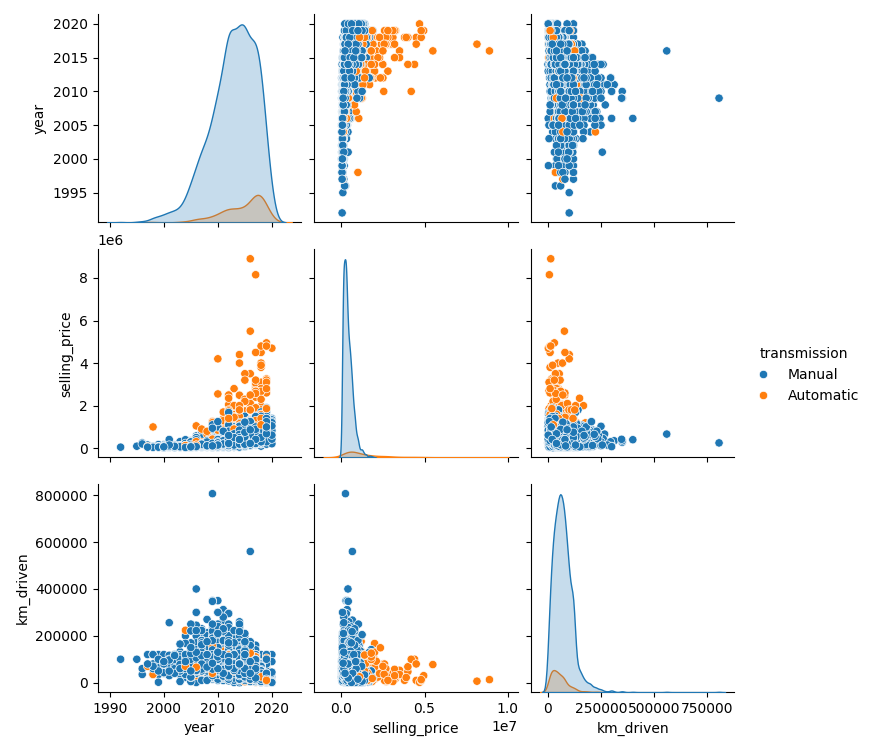 2020
2015
2010
2005
2000
1995
year
1e6
8
6
4
2
0
selling_price
transmission
Manual
Automatic
800000
600000
400000
200000
0
km_driven
1990 2000 2010 2020
year
0.0 0.5 1.0
1e7
selling_price
0 250000 500000 750000
km_driven